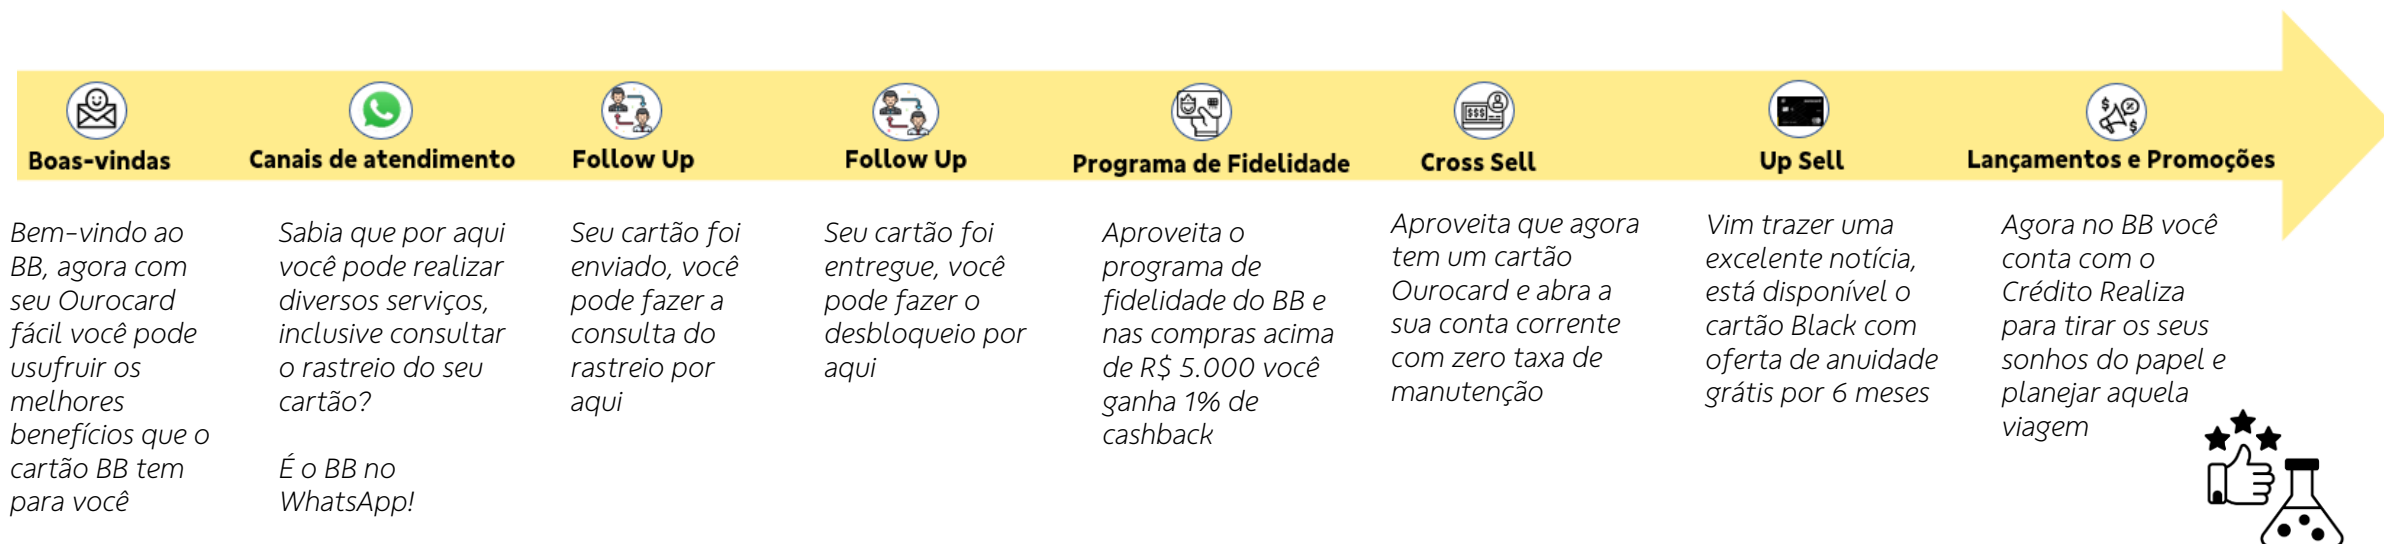 Boas-vindas
Canais de atendimento
Follow Up
Follow Up
Programa de Fidelidade
Cross Sell
Up Sell
Lançamentos e Promoções
Bem-vindo ao
BB, agora com
seu Ourocard
fácil você pode
usufruir os
melhores
benefícios que o
cartão BB tem
para você
Sabia que por aqui
você pode realizar
diversos serviços,
inclusive consultar
o rastreio do seu
cartão?
É o BB no
WhatsApp!
Seu cartão foi
enviado, você
pode fazer a
consulta do
rastreio por
aqui
Seu cartão foi
entregue, você
pode fazer o
desbloqueio por
aqui
Aproveita o
programa de
fidelidade do BB e
nas compras acima
de R$ 5.000 você
ganha 1% de
cashback
Aproveita que agora
tem um cartão
Ourocard e abra a
sua conta corrente
com zero taxa de
manutenção
Vim trazer uma
excelente notícia,
está disponível o
cartão Black com
oferta de anuidade
grátis por 6 meses
Agora no BB você
conta com o
Crédito Realiza
para tirar os seus
sonhos do papel e
planejar aquela
viagem